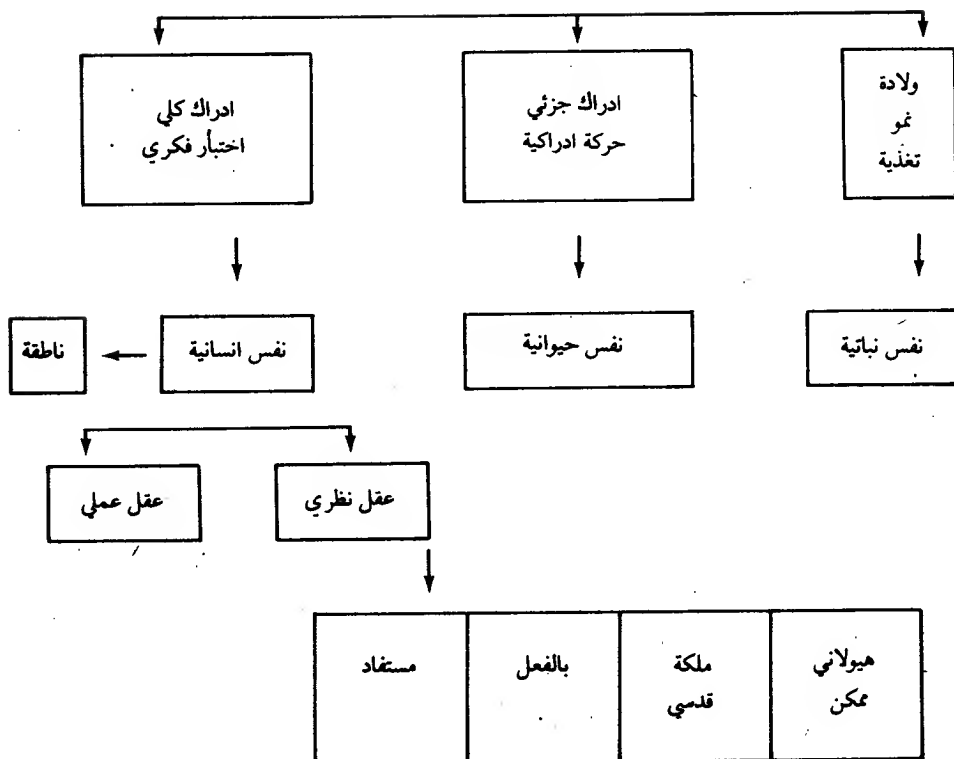 ولادة
نمو
تغذية
ادراك جزئي
حركة ادراكية
ادراك كلي
اختبأر فكري
نفس نباتية
نفس حيوانية
نفس انسانية
ناطقة
عقل نظري
عقل عملي
هيولاني
ممكن
ملكة
قدسي
بالفعل
مستفاد